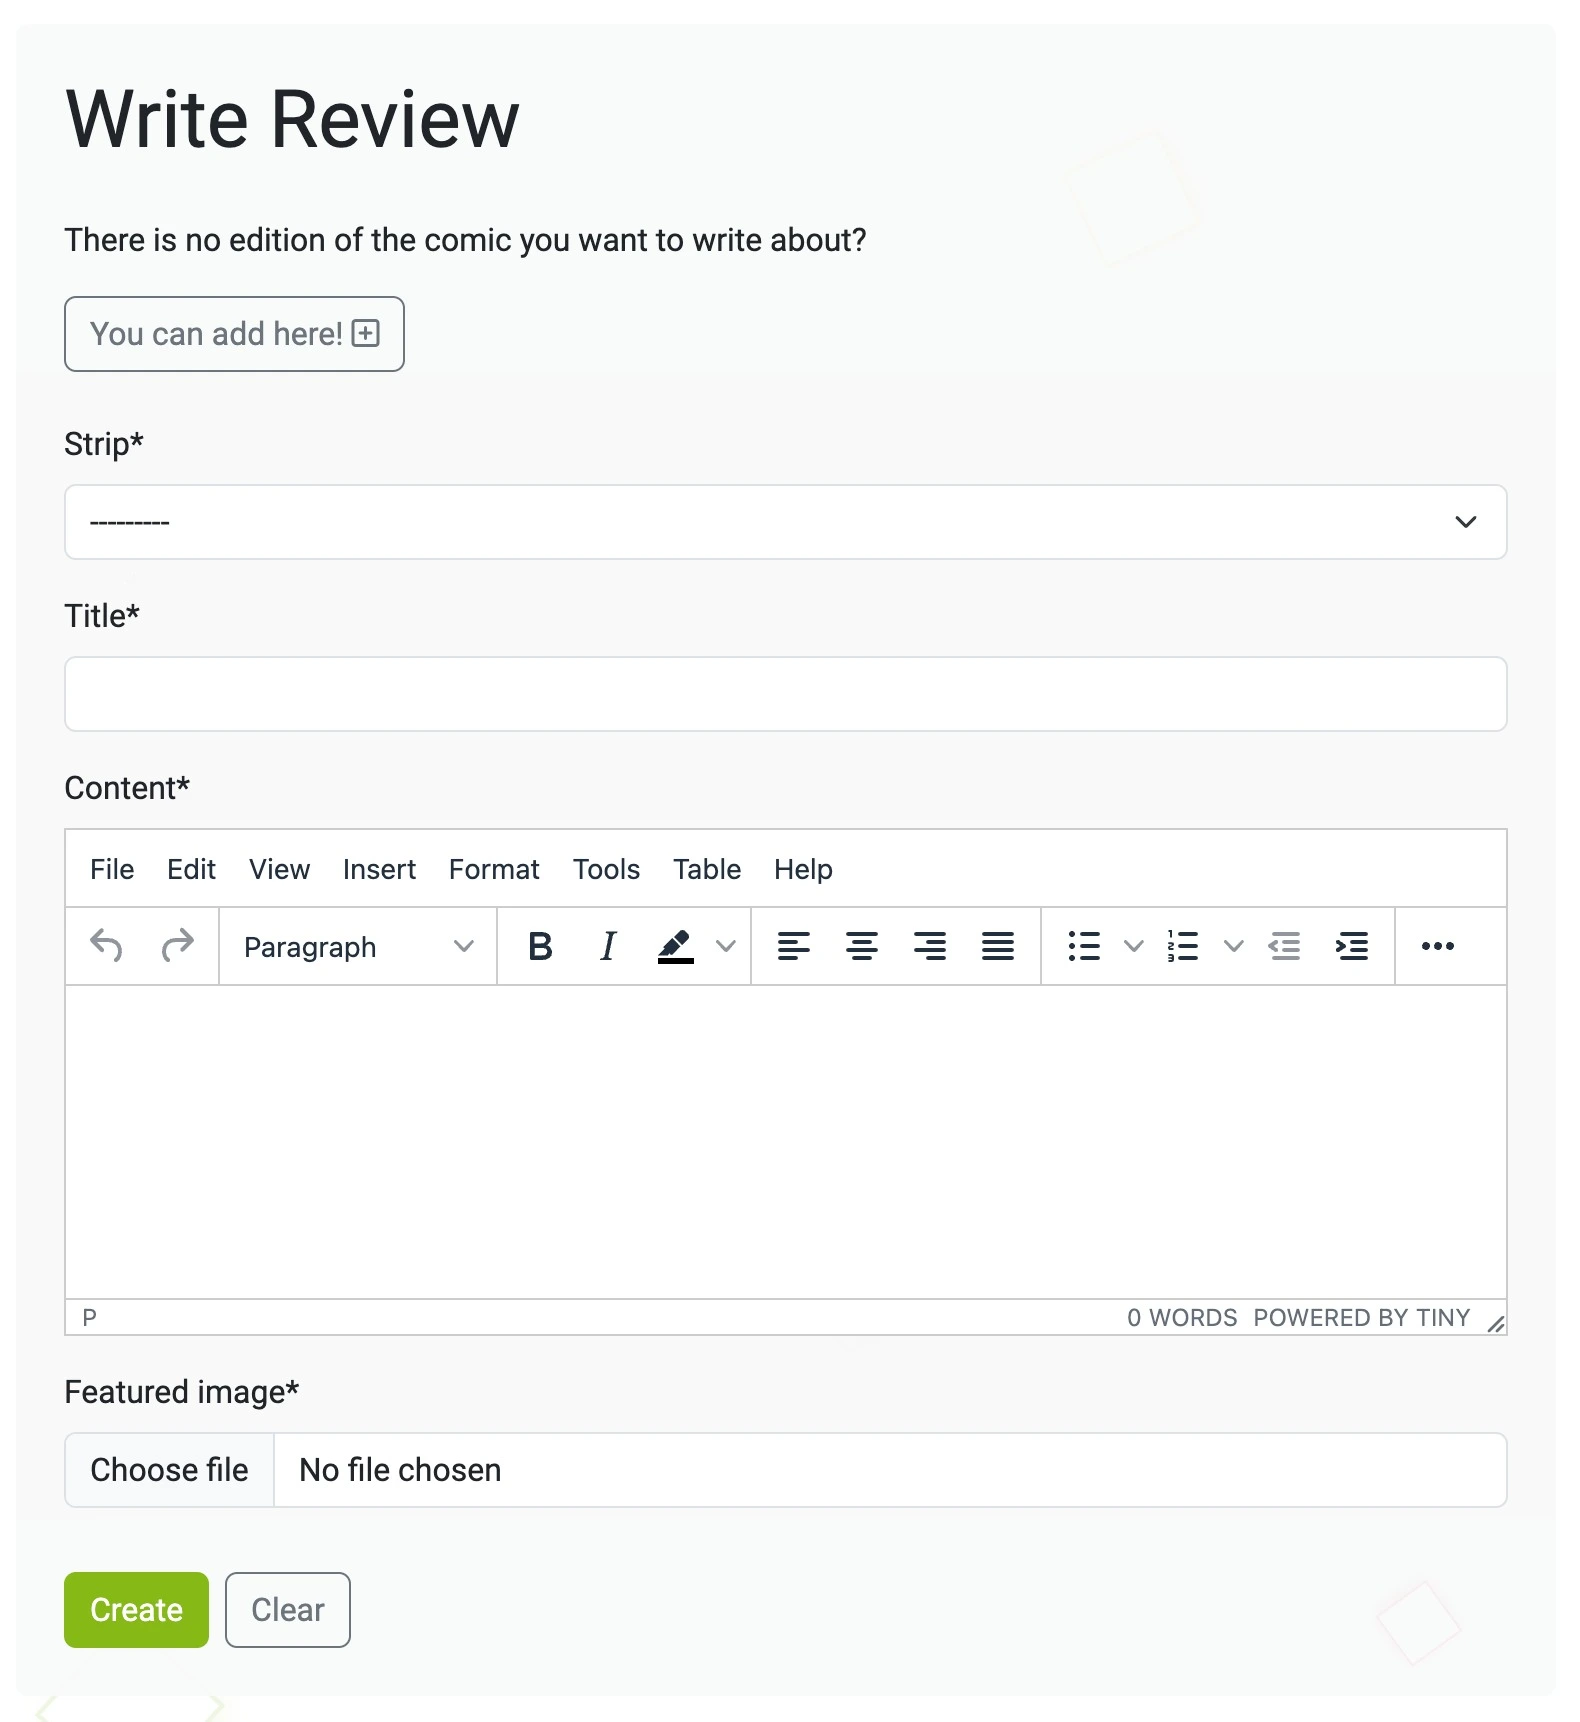 Write Review
There is no edition of the comic you want to write about?
You can add here!
Strip*
---------
Title*
Content*
File Edit View Insert Format Tools Table Help
Paragraph B I
P 0 WORDS POWERED BY TINY
Featured image*
Choose file No file chosen
Create Clear